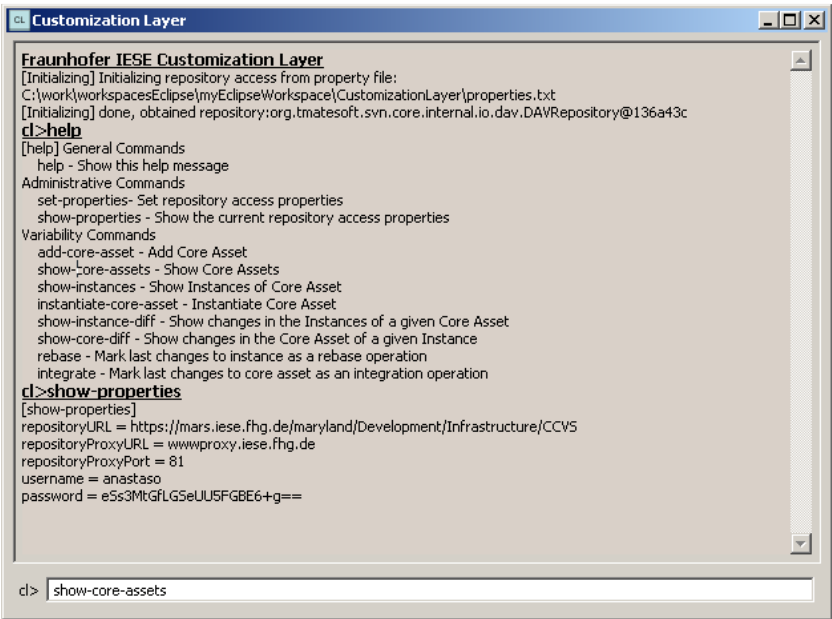 CL Customization Layer
Fraunhofer IESE Customization Layer
[Initializing] Initializing repository access from property file:
C:\work\workspacesEclipse\myEclipseWorkspace\CustomizationLayer\properties.txt
[Initializing] done, obtained repository:org.tmatesoft.svn.core.internal.io.dav.DAVRepository@136a43c
cl>help
[help] General Commands
help - Show this help message
Administrative Commands
set-properties- Set repository access properties
show-properties - Show the current repository access properties
Variability Commands
add-core-asset - Add Core Asset
show-core-assets - Show Core Assets
show-instances - Show Instances of Core Asset
instantiate-core-asset - Instantiate Core Asset
show-instance-diff - Show changes in the Instances of a given Core Asset
show-core-diff - Show changes in the Core Asset of a given Instance
rebase - Mark last changes to instance as a rebase operation
integrate - Mark last changes to core asset as an integration operation
cl>show-properties
[show-properties]
repositoryURL = https://mars.iese.fhg.de/maryland/Development/Infrastructure/CCVS
repositoryProxyURL = wwwproxy.iese.fhg.de
repositoryProxyPort = 81
username = anastaso
password = eSs3MtGfLGSeUU5FGBE6+g==
cl> show-core-assets